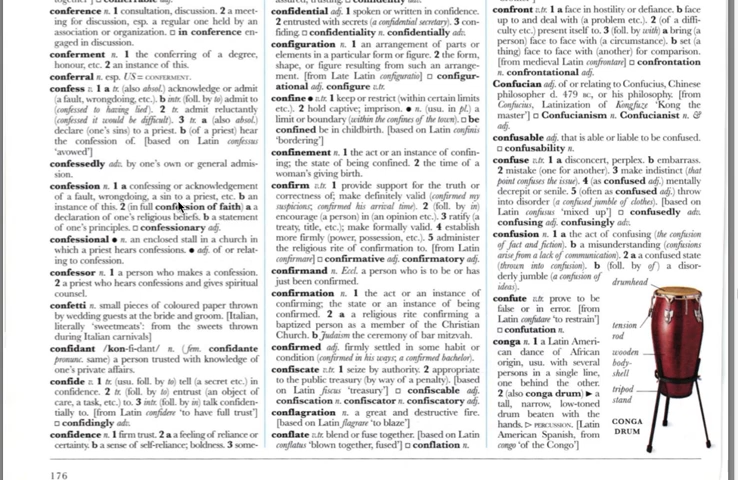 conference n. 1 consultation, discussion. 2 a meet-
ing for discussion, esp. a regular one held by an
association or organization. □ in conference en-
gaged in discussion.
conferment n. 1 the conferring of a degree,
honour, etc. 2 an instance of this.
conferral n. esp. US = CONFERMENT.
confess v. 1 a tr. (also absol.) acknowledge or admit
(a fault, wrongdoing, etc.). b intr. (foll. by to) admit to
(confessed to having lied). 2 tr. admit reluctantly
(confessed it would be difficult). 3 tr. a (also absol.)
declare (one's sins) to a priest. b (of a priest) hear
the confession of. [based on Latin confessus
'avowed']
confessedly adv. by one's own or general admis-
sion.
confession n. 1 a confessing or acknowledgement
of a fault, wrongdoing, a sin to a priest, etc. b an
instance of this. 2 (in full confession of faith) a a
declaration of one's religious beliefs. b a statement
of one's principles. □ confessionary adj.
confessional ● n. an enclosed stall in a church in
which a priest hears confessions. ● adj. of or relat-
ing to confession.
confessor n. 1 a person who makes a confession.
2 a priest who hears confessions and gives spiritual
counsel.
confetti n. small pieces of coloured paper thrown
by wedding guests at the bride and groom. [Italian,
literally 'sweetmeats': from the sweets thrown
during Italian carnivals]
confidant /kon-fi-dant/ n. (fem. confidante
pronunc. same) a person trusted with knowledge of
one's private affairs.
confide v. 1 tr. (usu. foll. by to) tell (a secret etc.) in
confidence. 2 tr. (foll. by to) entrust (an object of
care, a task, etc.) to. 3 intr. (foll. by in) talk confiden-
tially to. [from Latin confidere 'to have full trust']
□ confidingly adv.
confidence n. 1 firm trust. 2 a a feeling of reliance or
certainty. b a sense of self-reliance; boldness. 3 some-
confidential adj. 1 spoken or written in confidence.
2 entrusted with secrets (a confidential secretary). 3 con-
fiding. □ confidentiality n. confidentially adv.
configuration n. 1 an arrangement of parts or
elements in a particular form or figure. 2 the form,
shape, or figure resulting from such an arrange-
ment. [from Late Latin configuratio] □ configur-
ational adj. configure v.tr.
confine ● v.tr. 1 keep or restrict (within certain limits
etc.). 2 hold captive; imprison. ● n. (usu. in pl.) a
limit or boundary (within the confines of the town). □ be
confined be in childbirth. [based on Latin confinis
'bordering']
confinement n. 1 the act or an instance of confin-
ing; the state of being confined. 2 the time of a
woman's giving birth.
confirm v.tr. 1 provide support for the truth or
correctness of; make definitely valid (confirmed my
suspicions; confirmed his arrival time). 2 (foll. by in)
encourage (a person) in (an opinion etc.). 3 ratify (a
treaty, title, etc.); make formally valid. 4 establish
more firmly (power, possession, etc.). 5 administer
the religious rite of confirmation to. [from Latin
confirmare] □ confirmative adj. confirmatory adj.
confirmand n. Eccl. a person who is to be or has
just been confirmed.
confirmation n. 1 the act or an instance of
confirming; the state or an instance of being
confirmed. 2 a a religious rite confirming a
baptized person as a member of the Christian
Church. b Judaism the ceremony of bar mitzvah.
confirmed adj. firmly settled in some habit or
condition (confirmed in his ways; a confirmed bachelor).
confiscate v.tr. 1 seize by authority. 2 appropriate
to the public treasury (by way of a penalty). [based
on Latin fiscus 'treasury'] □ confiscable adj.
confiscation n. confiscator n. confiscatory adj.
conflagration n. a great and destructive fire.
[based on Latin flagrare 'to blaze']
conflate v.tr. blend or fuse together. [based on Latin
conflatus 'blown together, fused'] □ conflation n.
confront v.tr. 1 a face in hostility or defiance. b face
up to and deal with (a problem etc.). 2 (of a diffi-
culty etc.) present itself to. 3 (foll. by with) a bring (a
person) face to face with (a circumstance). b set (a
thing) face to face with (another) for comparison.
[from medieval Latin confrontare] □ confrontation
n. confrontational adj.
Confucian adj. of or relating to Confucius, Chinese
philosopher d. 479 BC, or his philosophy. [from
Confucius, Latinization of Kongfuze 'Kong the
master'] □ Confucianism n. Confucianist n. &
adj.
confusable adj. that is able or liable to be confused.
□ confusability n.
confuse v.tr. 1 a disconcert, perplex. b embarrass.
2 mistake (one for another). 3 make indistinct (that
point confuses the issue). 4 (as confused adj.) mentally
decrepit or senile. 5 (often as confused adj.) throw
into disorder (a confused jumble of clothes). [based on
Latin confusus 'mixed up'] □ confusedly adv.
confusing adj. confusingly adv.
confusion n. 1 a the act of confusing (the confusion
of fact and fiction). b a misunderstanding (confusions
arise from a lack of communication). 2 a a confused state
(thrown into confusion). b (foll. by of) a disor-
derly jumble (a confusion of
ideas).
confute v.tr. prove to be
false or in error. [from
Latin confutare 'to restrain']
□ confutation n.
conga n. 1 a Latin Ameri-
can dance of African
origin, usu. with several
persons in a single line,
one behind the other.
2 (also conga drum) ▶ a
tall, narrow, low-toned
drum beaten with the
hands. ▷ PERCUSSION. [Latin
American Spanish, from
congo 'of the Congo']
drumhead
tension
rod
wooden
body-
shell
tripod
stand
CONGA
DRUM
176